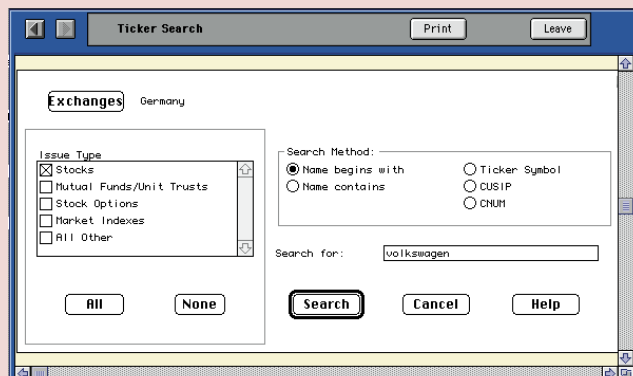 Ticker Search
Print
Leave
Exchanges
Germany
Issue Type
Stocks
Mutual Funds/Unit Trusts
Stock Options
Market Indexes
All Other
All
None
Search Method:
Name begins with
Name contains
Ticker Symbol
CUSIP
CNUM
Search for:
volkswagen
Search
Cancel
Help